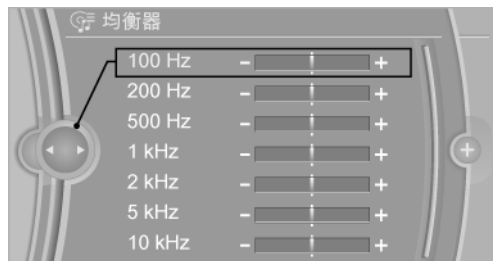 均衡器
100 Hz - +
200 Hz - +
500 Hz - +
1 kHz - +
2 kHz - +
5 kHz - +
10 kHz - +
+